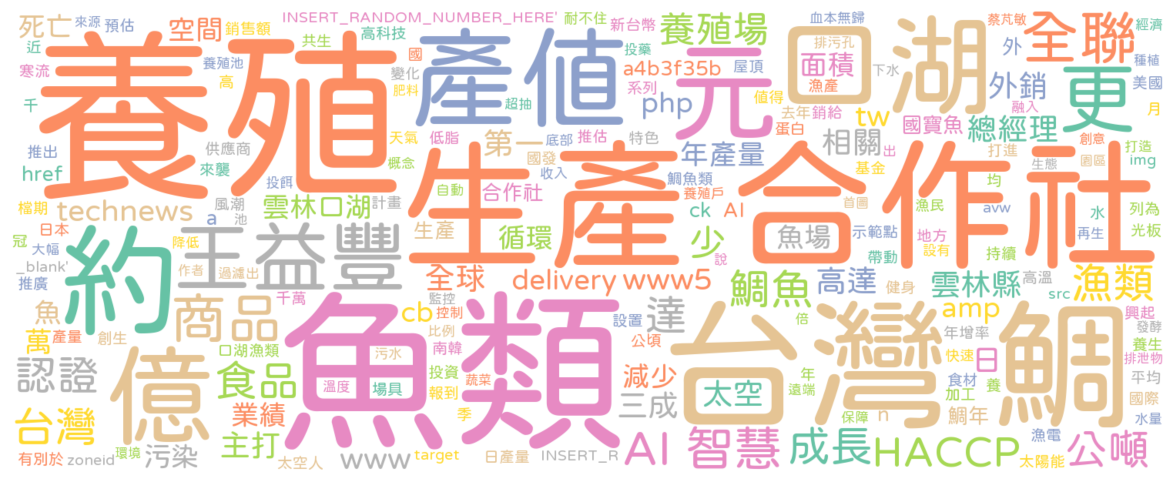 死亡 來源 預估 空間 銷售額 INSERT_RANDOM_NUMBER_HERE' 耐不住 新台幣 養殖場 血本無歸 蔡芃敏 全聯 經濟
近 共生 高科技 國 投藥 排污孔 外 種植
寒流 養殖池 高 變化 肥料 a4b3f35b 屋頂 面積 下水 外銷 美國
養殖 產值 元 口湖 更
千 超抽 系列 php 值得 漁產 融入 月
推出 供應商 天氣 低脂 第一 底部 推估 特色 去年 銷給 tw 國寶魚 總經理 創意
href 來襲 概念 國發 收入 年產量 蛋白 相關 出 打進 生態 打造 img
投餌 自動 合作社 鯛魚類 養殖戶 基金 首圈 均 園區
生產合作社
檔期 風潮 雲林口湖 計畫 ck AI 漁民 avw 水 列為
technews a 池 生產 循環 少 魚場 示範點 地方 再生 光板
冠 日本 降低 說 帶動 設有 持續
大幅 約 王益豐
_blank' 作者 過濾出 全球 delivery www5 鯛魚 高達 健身 雲林縣 高溫 漁類
推廣 千萬 監控 src
魚 商品 cb 控制 設置 達 倍 amp 興起
萬 產量 創生 比例 公頃 年增率 發酵
億 魚類 台灣鯛
口湖漁類 污水 南韓 快速 日 養生
認證 食品 溫度 場具 投資 蔬菜 減少 太空 年 食材 養 排泄物
業績 報到 三成 遠端 加工 平均
台灣 季 保障 n 鯛年 國際
主打 AI 智慧 成長 HACCP 漁電 水量 公噸
有別於 zoneid 環境 污染 太空人 www target 日產量 INSERT_R 太陽能